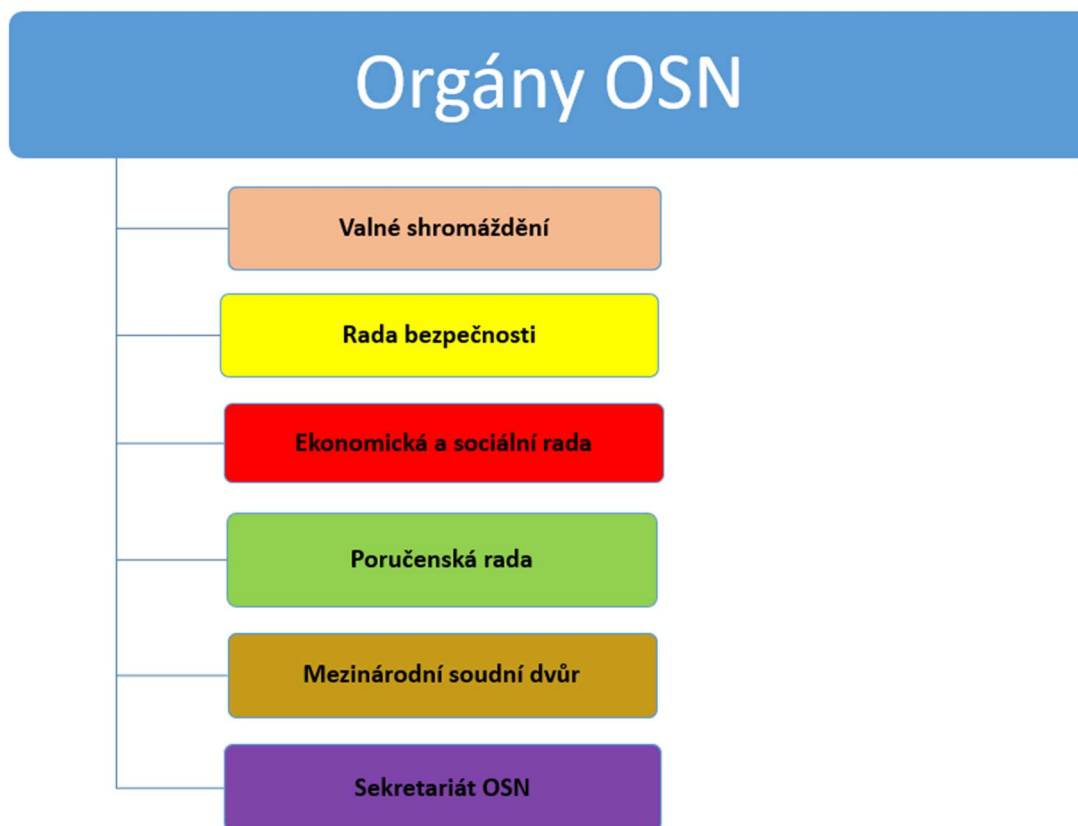 Orgány OSN
Valné shromáždění
Rada bezpečnosti
Ekonomická a sociální rada
Poručenská rada
Mezinárodní soudní dvůr
Sekretariát OSN